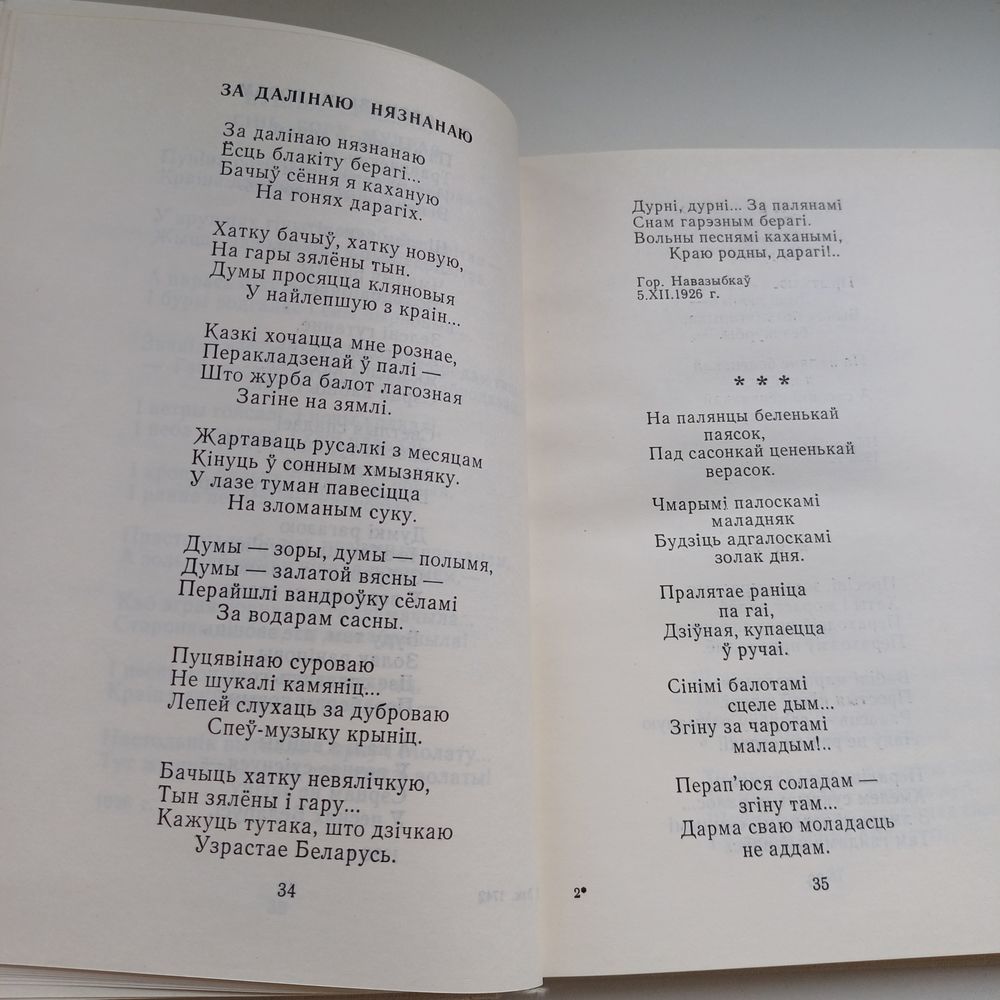 ЗА ДАЛІНАЮ НЯЗНАНАЮ
За далінаю нязнанаю
Ёсць блакіту берагі...
Бачыў сёння я каханую
На гонях дарагіх.
Хатку бачыў, хатку новую,
На гары зялёны тын.
Думы просяцца кляновыя
У найлепшую з краін...
Казкі хочацца мне рознае,
Перакладзенай ў палі —
Што журба балот лагозная
Загіне на зямлі.
Жартаваць русалкі з месяцам
Кінуць ў сонным хмызняку.
У лазе туман павесіцца
На зломаным суку.
Думы — зоры, думы — полымя,
Думы — залатой вясны —
Перайшлі вандроўку сёламі
За водарам сасны.
Пуцявінаю суроваю
Не шукалі камяніц...
Лепей слухаць за дуброваю
Спеў-музыку крыніц.
Бачыць хатку невялічкую,
Тын зялёны і гару...
Кажуць тутака, што дзічкаю
Узрастае Беларусь.
34
Дурні, дурні... За палянамі
Снам гарэзным берагі.
Вольны песнямі каханымі,
Краю родны, дарагі!..
Гор. Навазыбкаў
5.XII.1926 г.
* * *
На палянцы беленькай
паясок,
Пад сасонкай цененькай
верасок.
Чмарымі палоскамі
маладняк
Будзіць адгалоскамі
золак дня.
Пралятае раніца
па гаі,
Дзіўная, купаецца
ў ручаі.
Сінімі балотамі
сцеле дым...
Згіну за чаротамі
маладым!..
Перап'юся соладам —
згіну там...
Дарма сваю моладасць
не аддам.
2*
35